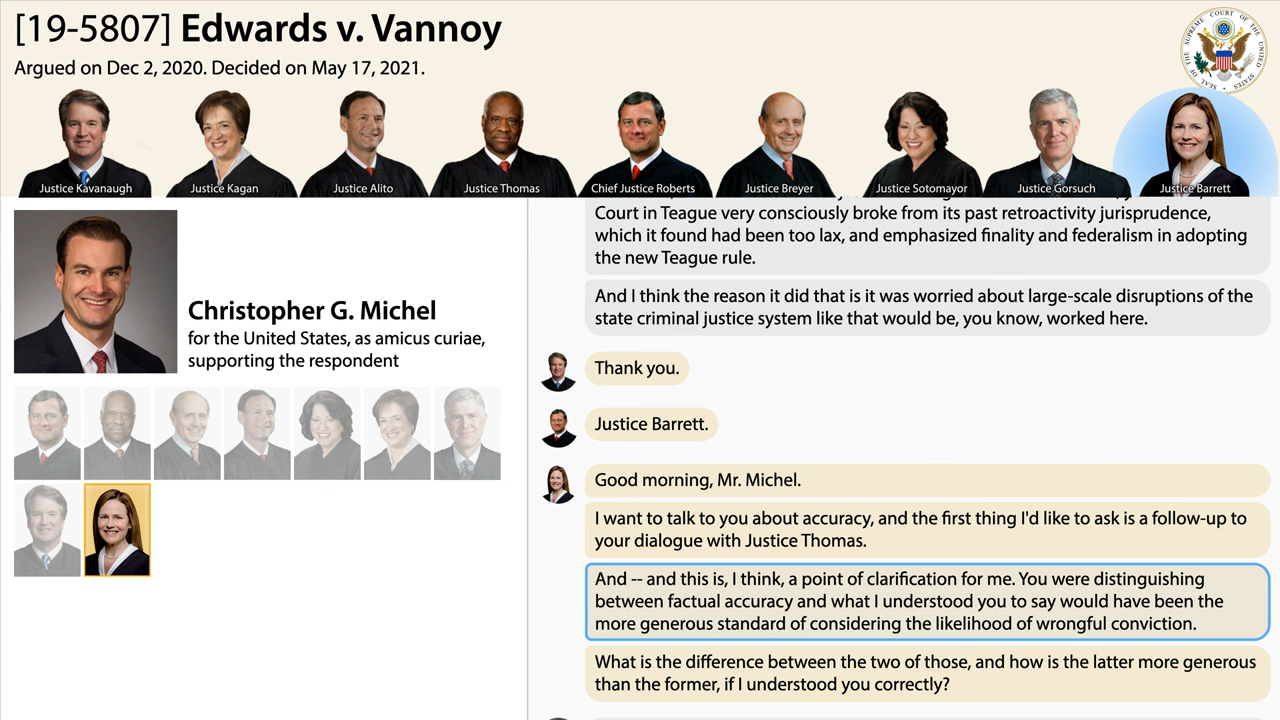 [19-5807] Edwards v. Vannoy
Argued on Dec 2, 2020. Decided on May 17, 2021.
SEAL OF THE SUPREME COURT OF THE UNITED STATES
Justice Kavanaugh
Justice Kagan
Justice Alito
Justice Thomas
Chief Justice Roberts
Justice Breyer
Justice Sotomayor
Justice Gorsuch
Justice Barrett
Christopher G. Michel
for the United States, as amicus curiae,
supporting the respondent
Court in Teague very consciously broke from its past retroactivity jurisprudence,
which it found had been too lax, and emphasized finality and federalism in adopting
the new Teague rule.
And I think the reason it did that is it was worried about large-scale disruptions of the
state criminal justice system like that would be, you know, worked here.
Thank you.
Justice Barrett.
Good morning, Mr. Michel.
I want to talk to you about accuracy, and the first thing I'd like to ask is a follow-up to
your dialogue with Justice Thomas.
And -- and this is, I think, a point of clarification for me. You were distinguishing
between factual accuracy and what I understood you to say would have been the
more generous standard of considering the likelihood of wrongful conviction.
What is the difference between the two of those, and how is the latter more generous
than the former, if I understood you correctly?